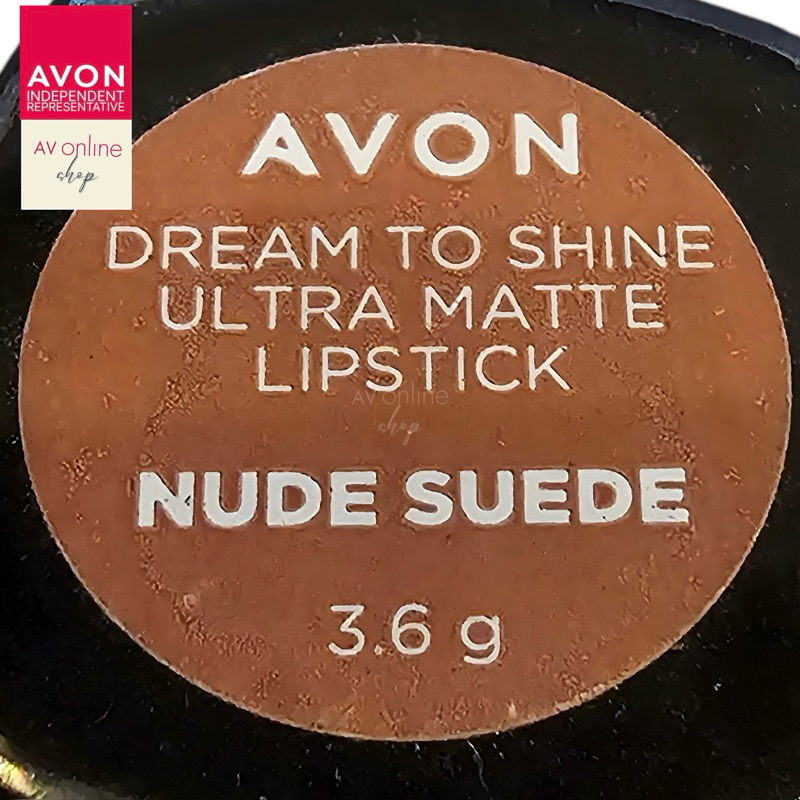 AVON
INDEPENDENT
REPRESENTATIVE
AV online
shop
AVON
DREAM TO SHINE
ULTRA MATTE
LIPSTICK
AV online
shop
NUDE SUEDE
3.6 g